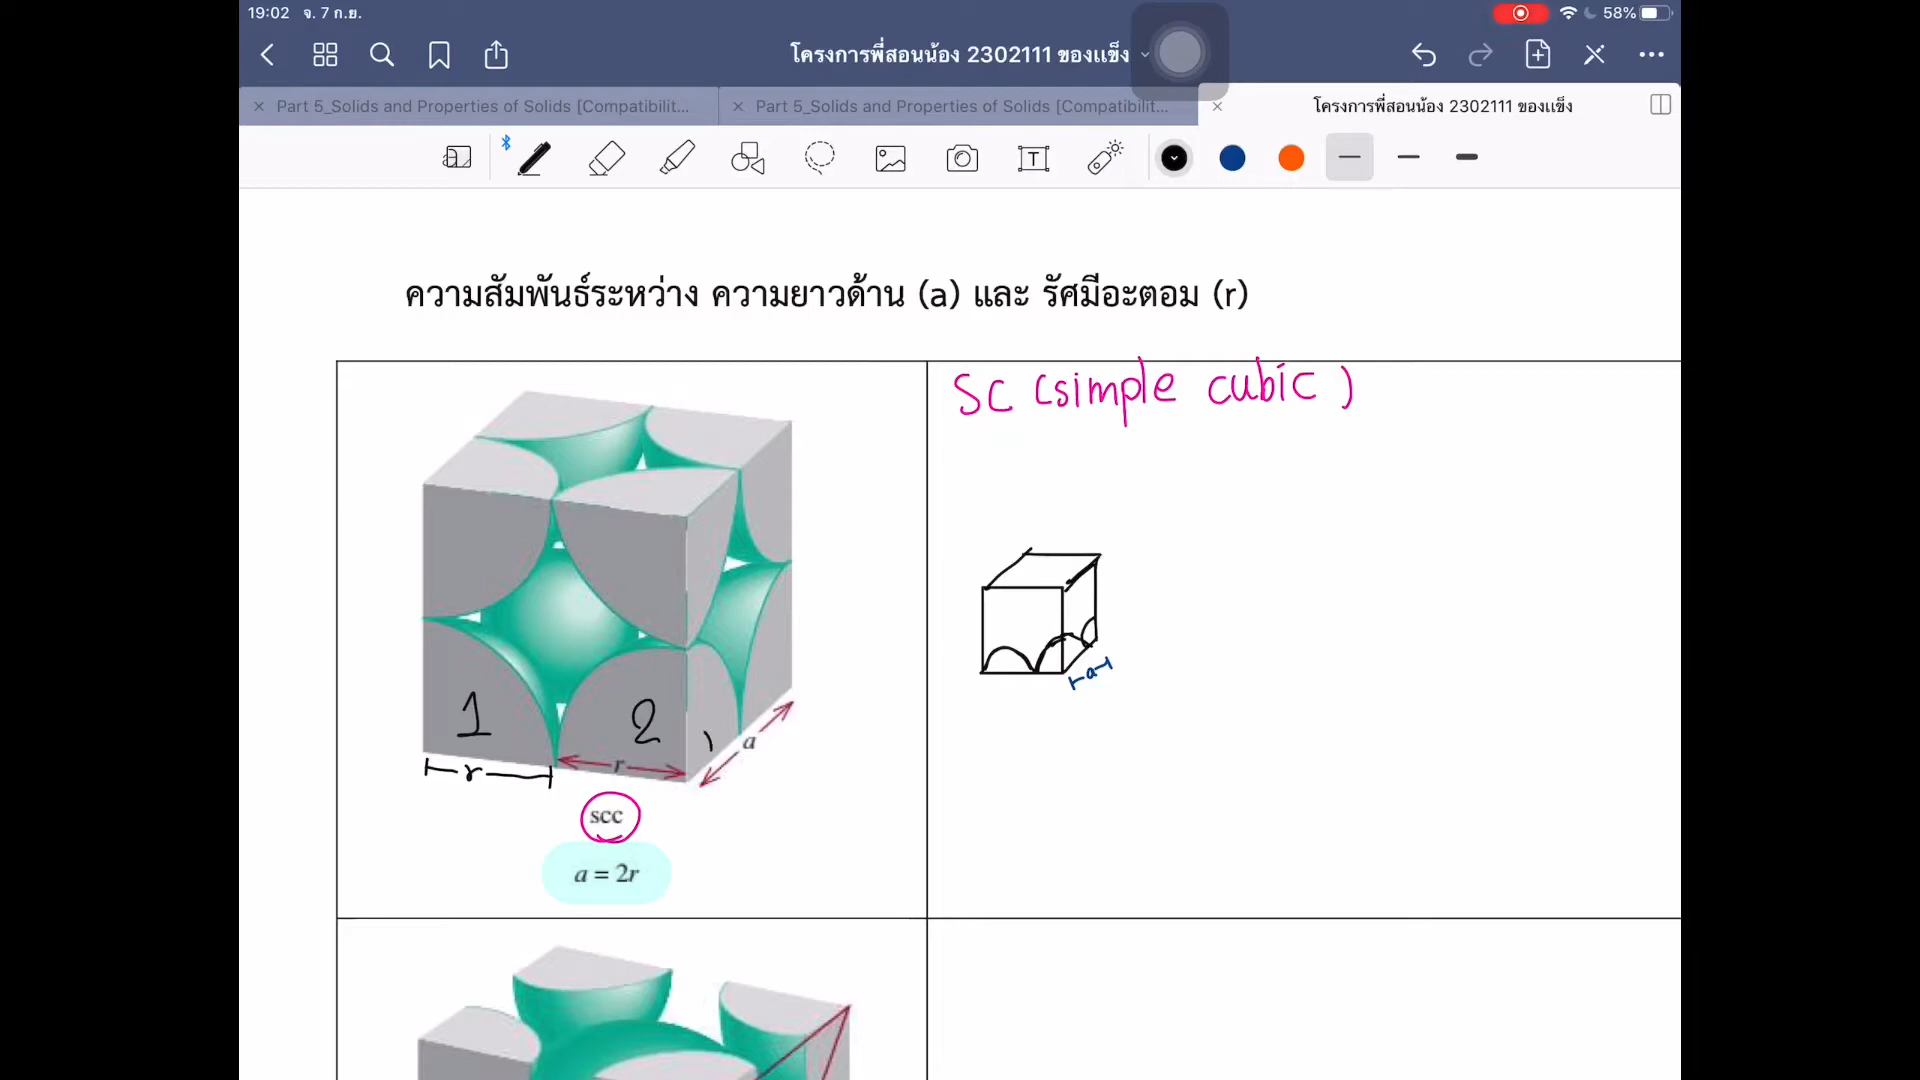 19:02 จ. 7 ก.ย.
58%
โครงการพี่สอนน้อง 2302111 ของแข็ง
Part 5_Solids and Properties of Solids [Compatibilit...
Part 5_Solids and Properties of Solids [Compatibilit...
โครงการพี่สอนน้อง 2302111 ของแข็ง
ความสัมพันธ์ระหว่าง ความยาวด้าน (a) และ รัศมีอะตอม (r)
SC (simple cubic)
1
2
a
r
r
a
scc
a = 2r